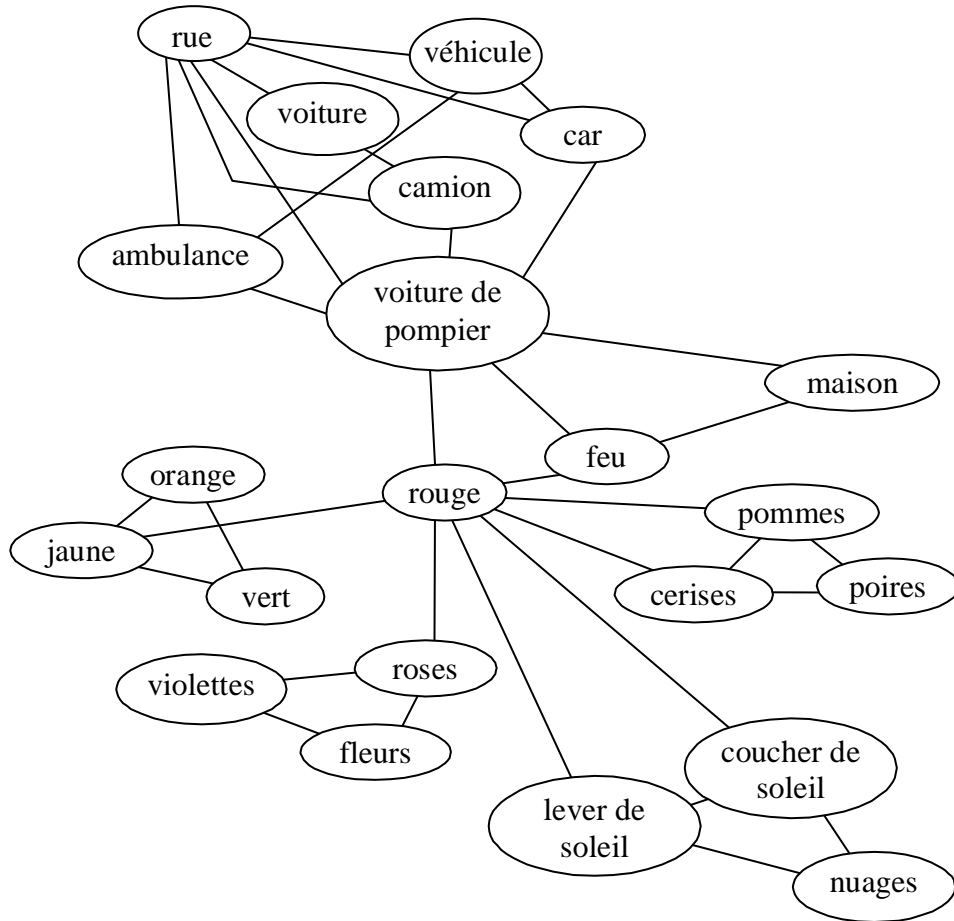 rue
véhicule
voiture
car
camion
ambulance
voiture de
pompier
maison
feu
orange
rouge
pommes
jaune
vert
cerises
poires
roses
violettes
fleurs
coucher de
soleil
lever de
soleil
nuages